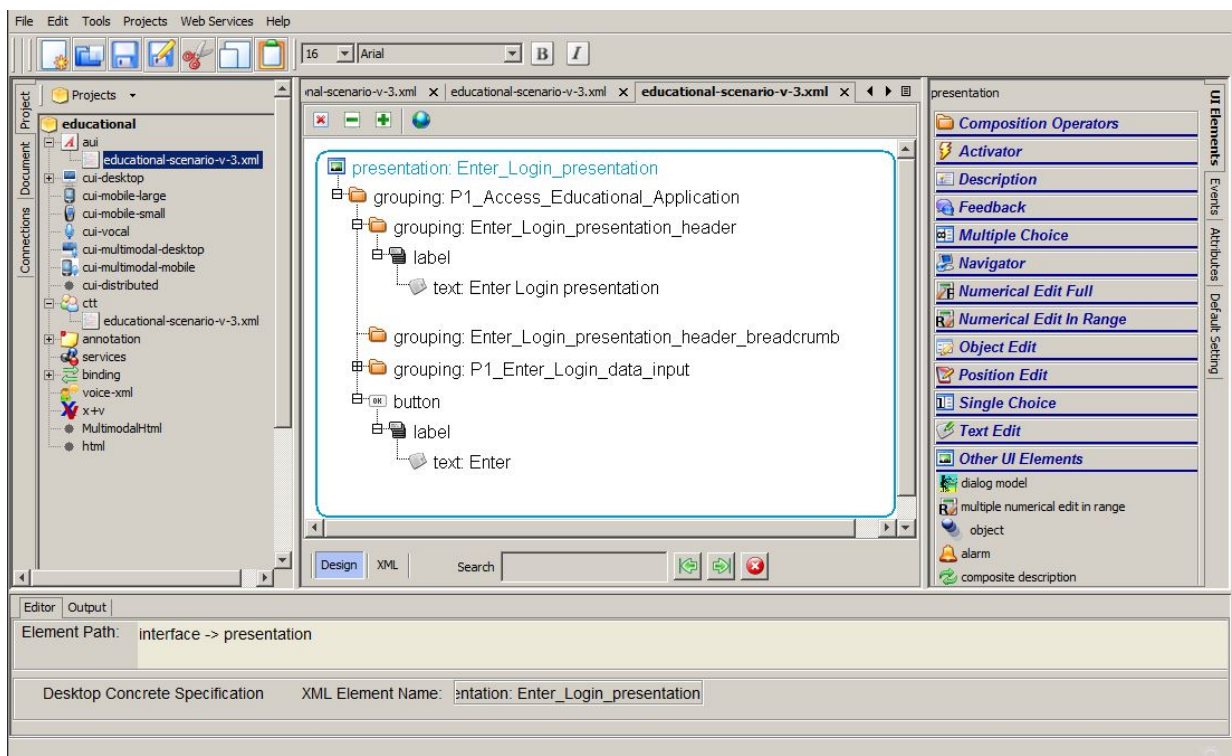 File Edit Tools Projects Web Services Help
16 Arial B I
Project
Document
Connections
Projects
educational
aui
educational-scenario-v-3.xml
cui-desktop
cui-mobile-large
cui-mobile-small
cui-vocal
cui-multimodal-desktop
cui-multimodal-mobile
cui-distributed
ctt
educational-scenario-v-3.xml
annotation
services
binding
voice-xml
x+v
MultimodalHtml
html
nal-scenario-v-3.xml X educational-scenario-v-3.xml X educational-scenario-v-3.xml X
presentation: Enter_Login_presentation
grouping: P1_Access_Educational_Application
grouping: Enter_Login_presentation_header
label
text: Enter Login presentation
grouping: Enter_Login_presentation_header_breadcrumb
grouping: P1_Enter_Login_data_input
OK button
label
text: Enter
Design XML Search
presentation
Composition Operators
Activator
Description
Feedback
Multiple Choice
Navigator
Numerical Edit Full
Numerical Edit In Range
Object Edit
Position Edit
Single Choice
Text Edit
Other UI Elements
dialog model
multiple numerical edit in range
object
alarm
composite description
UI Elements
Events
Attributes
Default Setting
Editor Output
Element Path: interface -> presentation
Desktop Concrete Specification XML Element Name: entation: Enter_Login_presentation